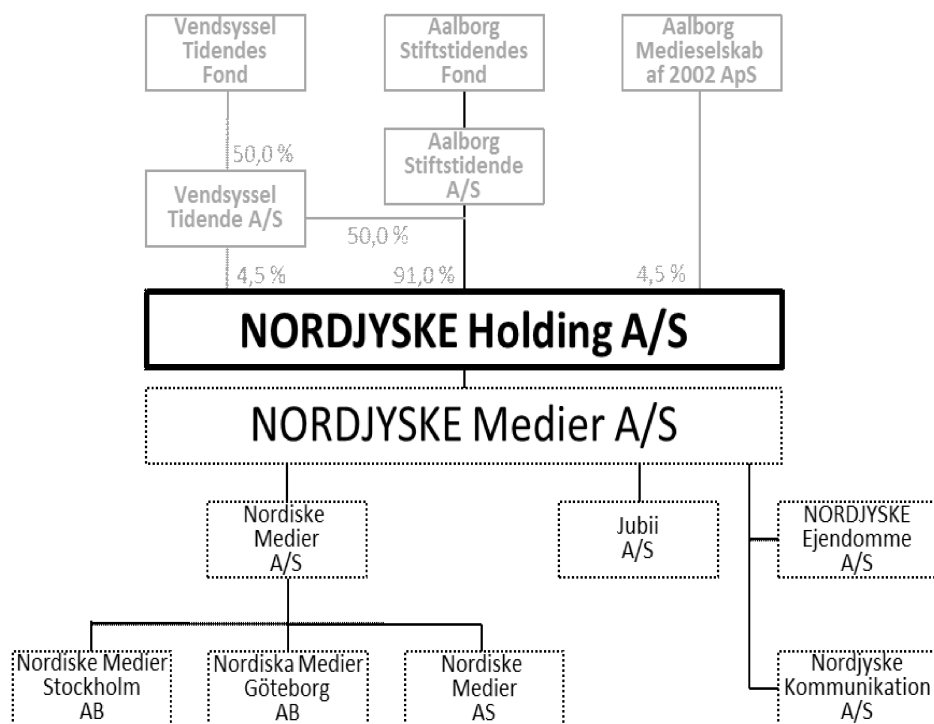 Vendsyssel
Tidendes
Fond
Aalborg
Stiftstidendes
Fond
Aalborg
Medieselskab
af 2002 ApS
50,0 %
Aalborg
Stiftstidende
A/S
Vendsyssel
Tidende A/S
50,0 %
4,5 %
91,0 %
4,5 %
NORDJYSKE Holding A/S
NORDJYSKE Medier A/S
Nordiske
Medier
A/S
Jubii
A/S
NORDJYSKE
Ejendomme
A/S
Nordiske Medier
Stockholm
AB
Nordiska Medier
Göteborg
AB
Nordiske
Medier
AS
Nordjyske
Kommunikation
A/S